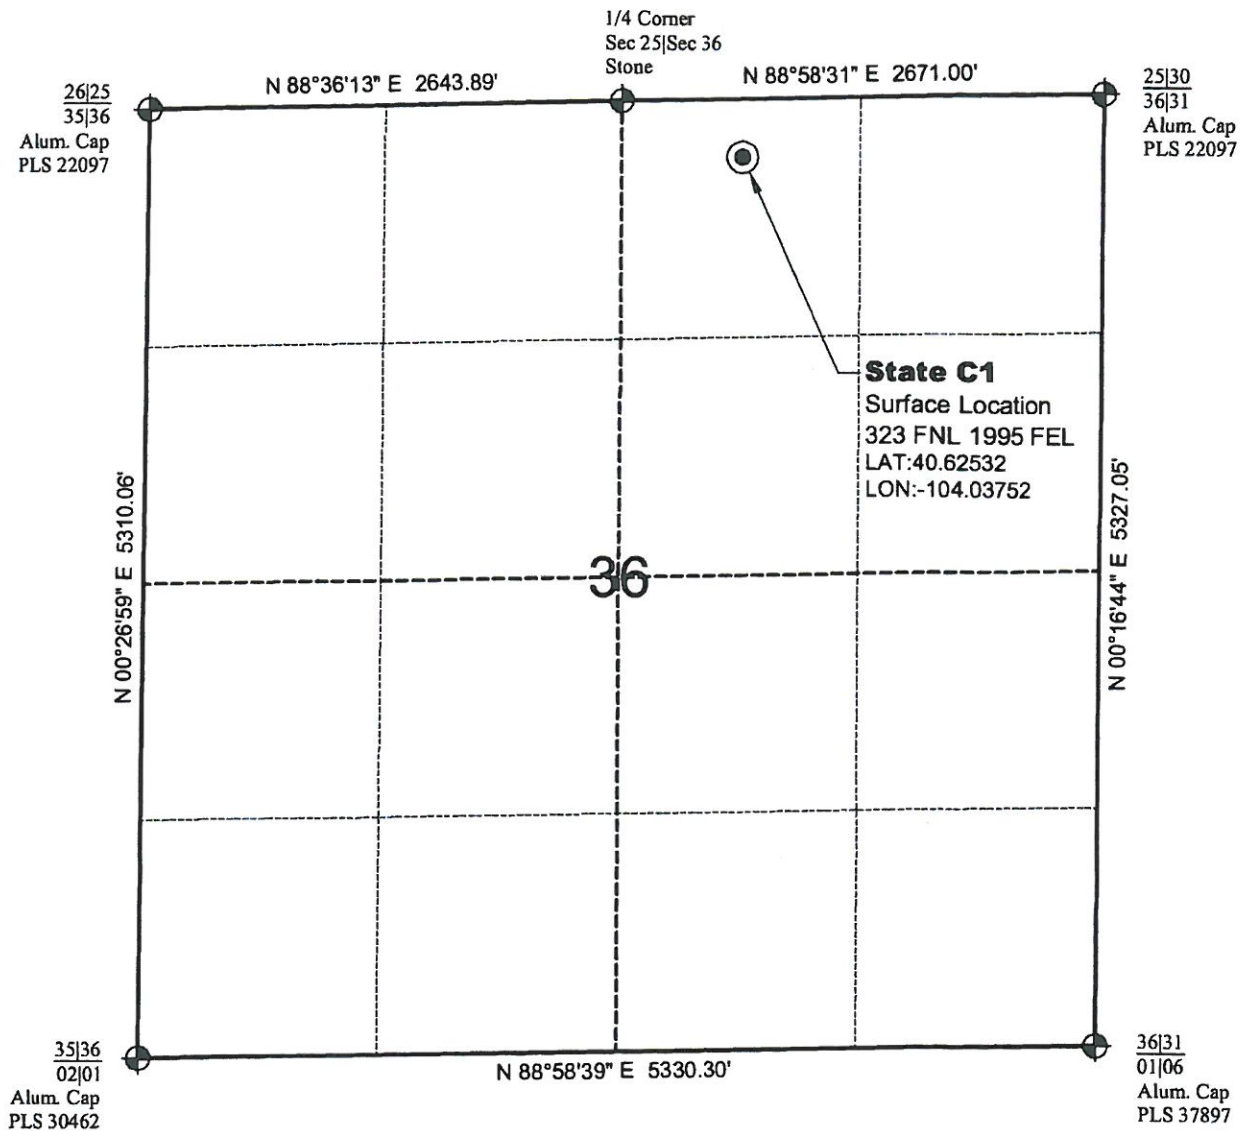 1/4 Corner
Sec 25|Sec 36
Stone
N 88°36'13" E 2643.89'
N 88°58'31" E 2671.00'
26|25
35|36
Alum. Cap
PLS 22097
25|30
36|31
Alum. Cap
PLS 22097
State C1
Surface Location
323 FNL 1995 FEL
LAT:40.62532
LON:-104.03752
N 00°26'59" E 5310.06'
36
N 00°16'44" E 5327.05'
35|36
02|01
Alum. Cap
PLS 30462
N 88°58'39" E 5330.30'
36|31
01|06
Alum. Cap
PLS 37897